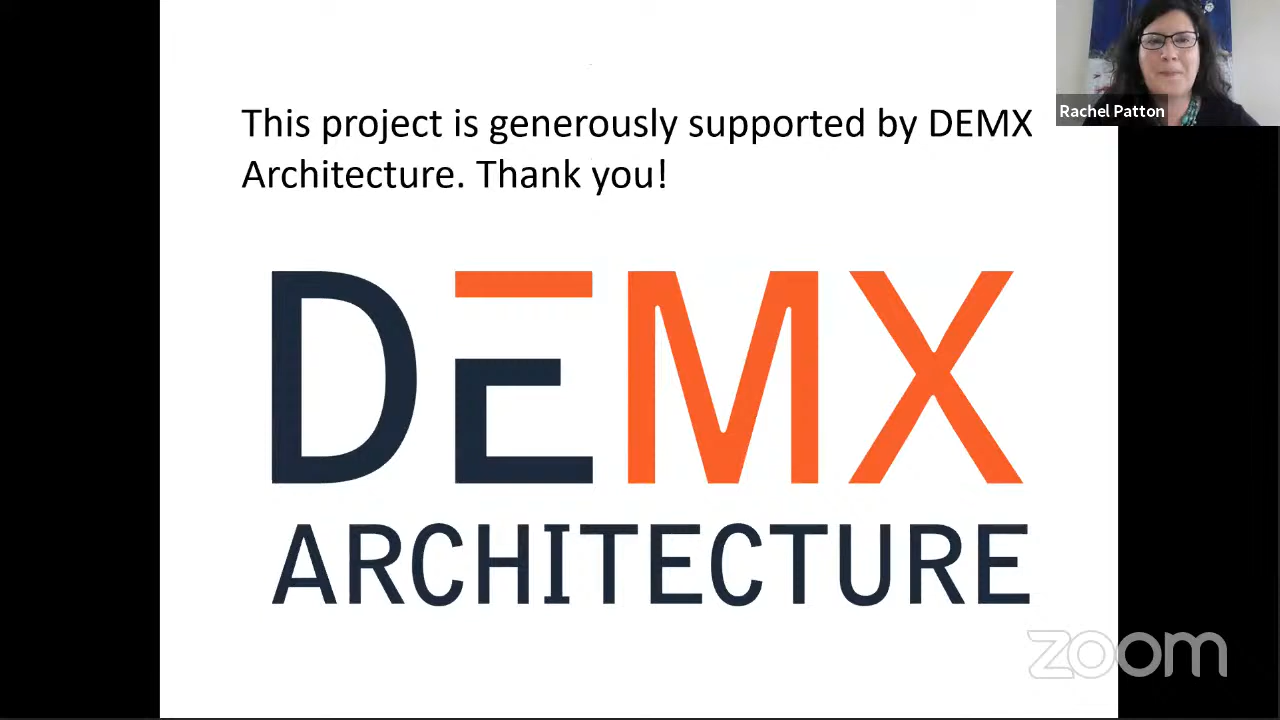 This project is generously supported by DEMX
Architecture. Thank you!
Rachel Patton
DEMX
ARCHITECTURE
zoom